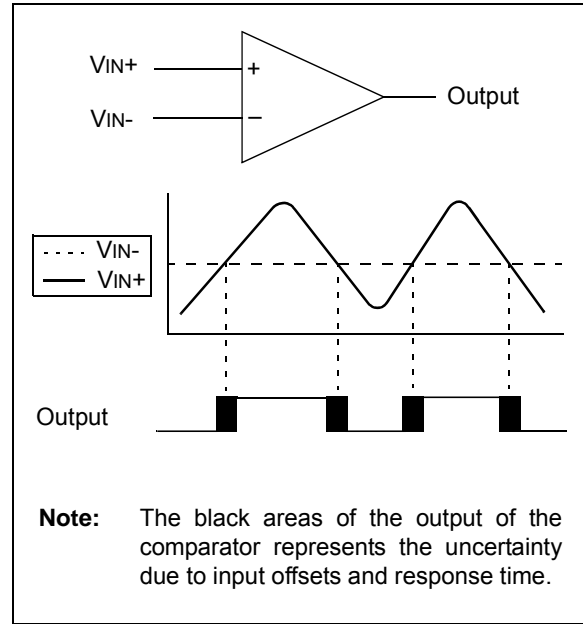 VIN+
+
Output
VIN-
−
VIN-
VIN+
Output
Note: The black areas of the output of the
comparator represents the uncertainty
due to input offsets and response time.